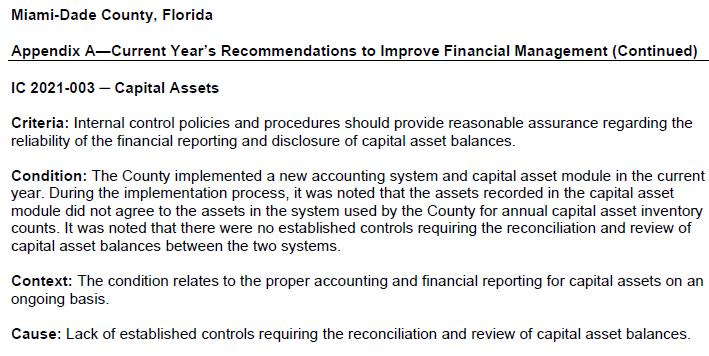 Miami-Dade County, Florida
Appendix A—Current Year's Recommendations to Improve Financial Management (Continued)
IC 2021-003 — Capital Assets
Criteria: Internal control policies and procedures should provide reasonable assurance regarding the
reliability of the financial reporting and disclosure of capital asset balances.
Condition: The County implemented a new accounting system and capital asset module in the current
year. During the implementation process, it was noted that the assets recorded in the capital asset
module did not agree to the assets in the system used by the County for annual capital asset inventory
counts. It was noted that there were no established controls requiring the reconciliation and review of
capital asset balances between the two systems.
Context: The condition relates to the proper accounting and financial reporting for capital assets on an
ongoing basis.
Cause: Lack of established controls requiring the reconciliation and review of capital asset balances.